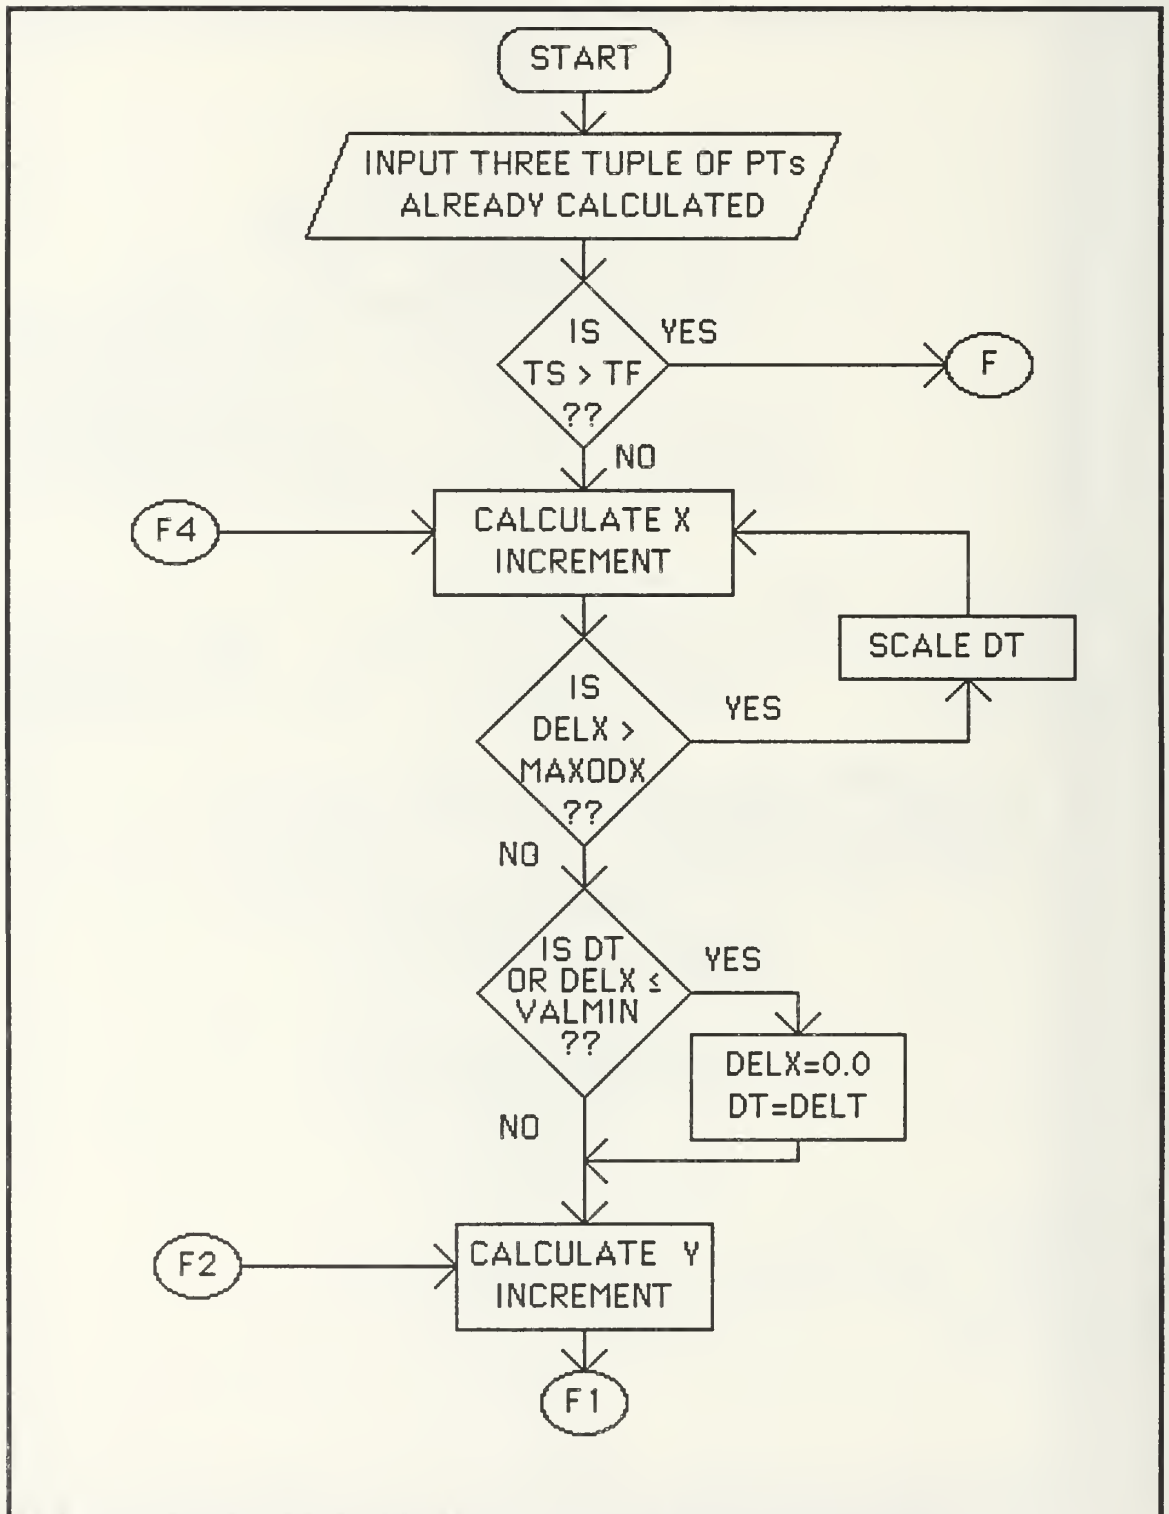 START
INPUT THREE TUPLE OF PTs
ALREADY CALCULATED
IS
TS > TF
??
YES
F
NO
F4
CALCULATE X
INCREMENT
SCALE DT
IS
DELX >
MAXODX
??
YES
NO
IS DT
OR DELX ≤
VALMIN
??
YES
DELX=0.0
DT=DELT
NO
F2
CALCULATE Y
INCREMENT
F1